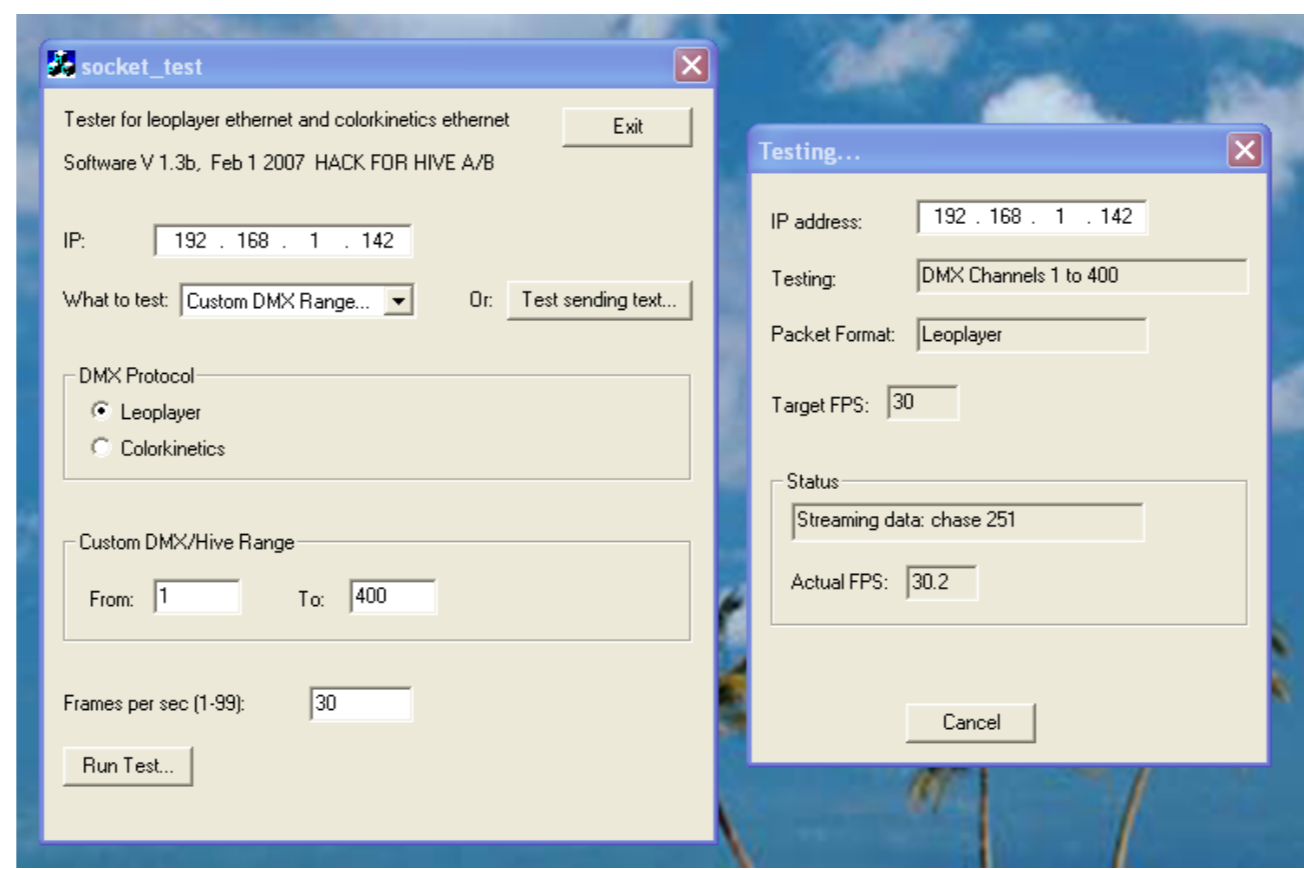 socket_test
Tester for leoplayer ethernet and colorkinetics ethernet
Exit
Software V 1.3b, Feb 1 2007 HACK FOR HIVE A/B
IP: 192 . 168 . 1 . 142
What to test: Custom DMX Range... Or: Test sending text...
DMX Protocol
Leoplayer
Colorkinetics
Custom DMX/Hive Range
From: 1 To: 400
Frames per sec (1-99): 30
Run Test...
Testing...
IP address: 192 . 168 . 1 . 142
Testing: DMX Channels 1 to 400
Packet Format: Leoplayer
Target FPS: 30
Status
Streaming data: chase 251
Actual FPS: 30.2
Cancel